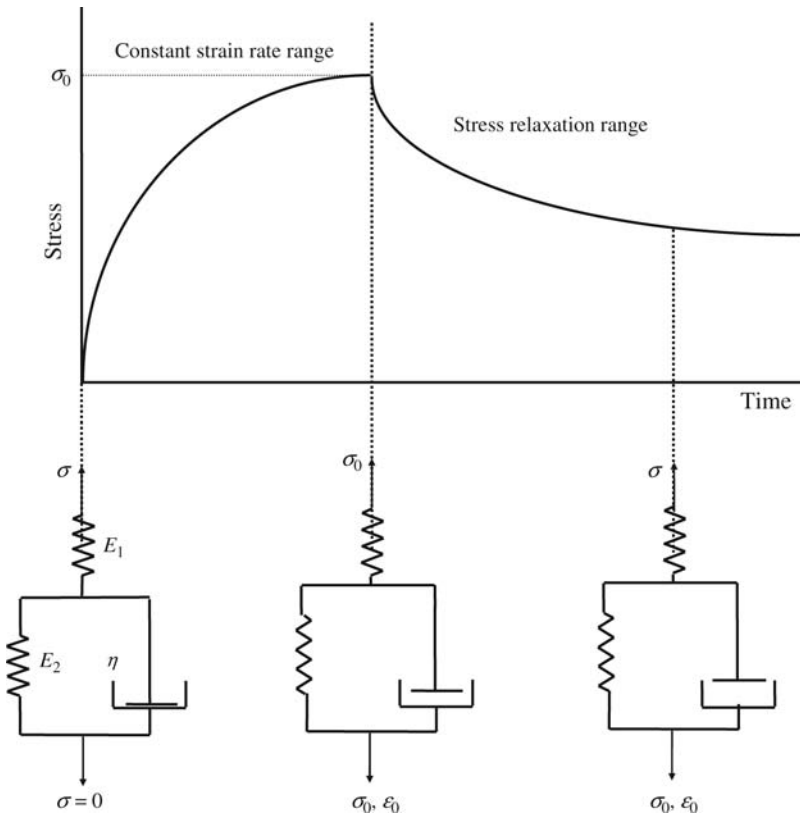 Constant strain rate range
σ0
Stress relaxation range
Stress
Time
σ
σ0
σ
E1
E2
η
σ = 0
σ0, ε0
σ0, ε0